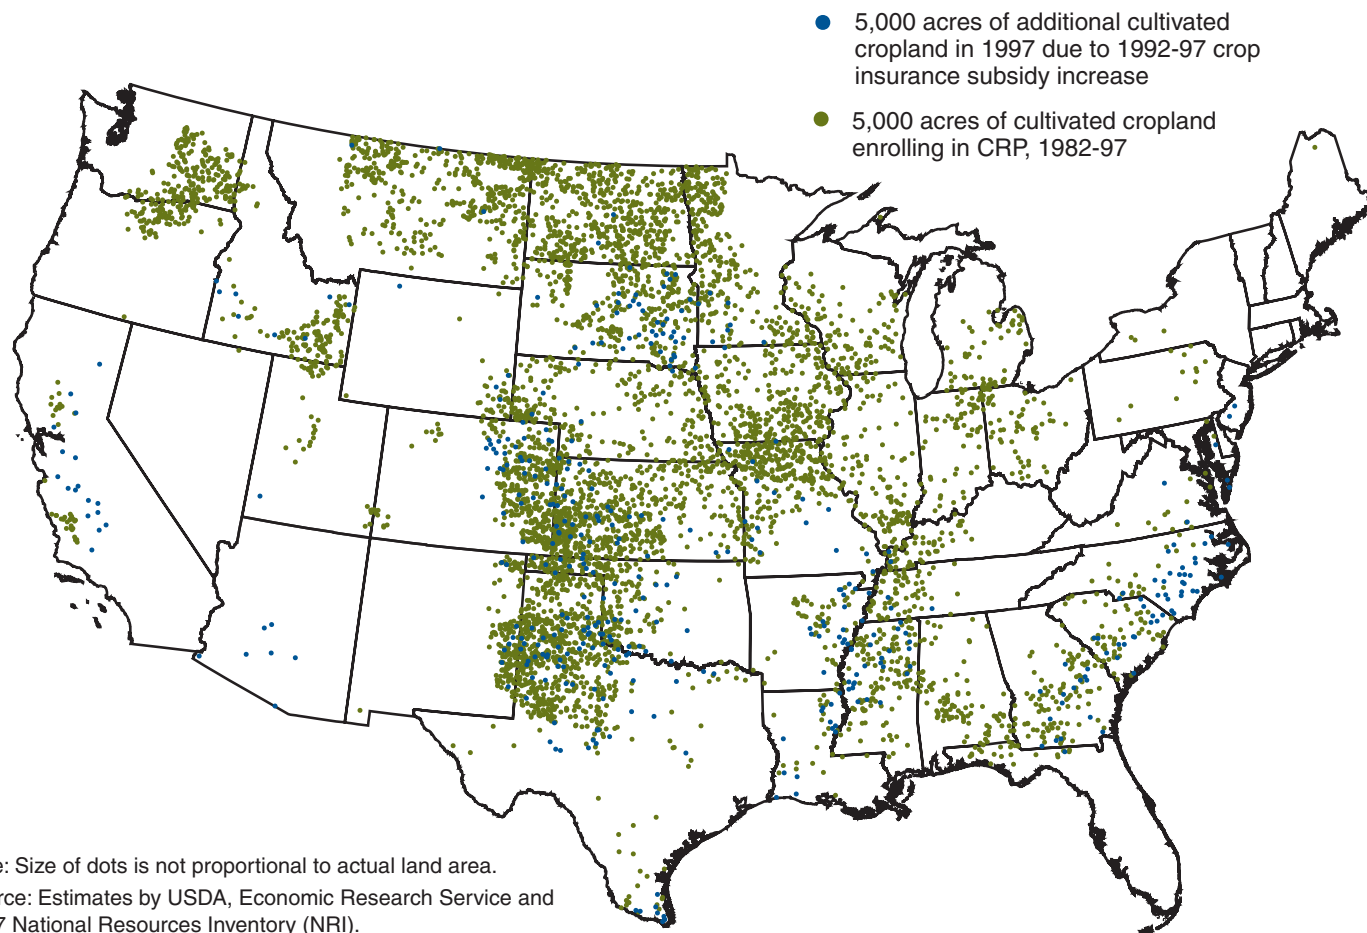 5,000 acres of additional cultivated
cropland in 1997 due to 1992-97 crop
insurance subsidy increase
5,000 acres of cultivated cropland
enrolling in CRP, 1982-97
e: Size of dots is not proportional to actual land area.
rce: Estimates by USDA, Economic Research Service and
7 National Resources Inventory (NRI).